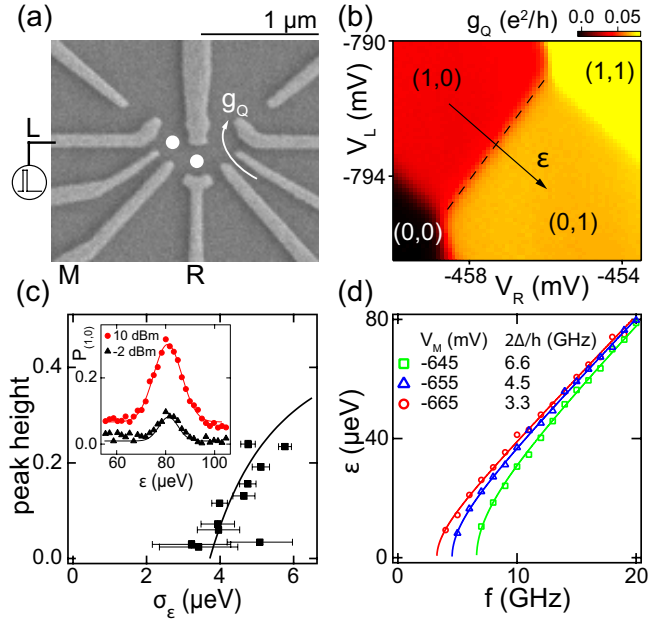 (a)
1 μm
g_Q
L
M
R
(b)
g_Q (e²/h)
0.00
0.05
-790
(1,0)
(1,1)
V_L (mV)
ε
-794
(0,0)
(0,1)
-458
-454
V_R (mV)
(c)
10 dBm
-2 dBm
P_(1,0)
0.2
0.0
60
80
100
ε (μeV)
peak height
0.4
0.2
0.0
0
2
4
6
σ_ε (μeV)
(d)
80
V_M (mV) 2Δ/h (GHz)
-645 6.6
-655 4.5
-665 3.3
ε (μeV)
40
0
0
10
20
f (GHz)